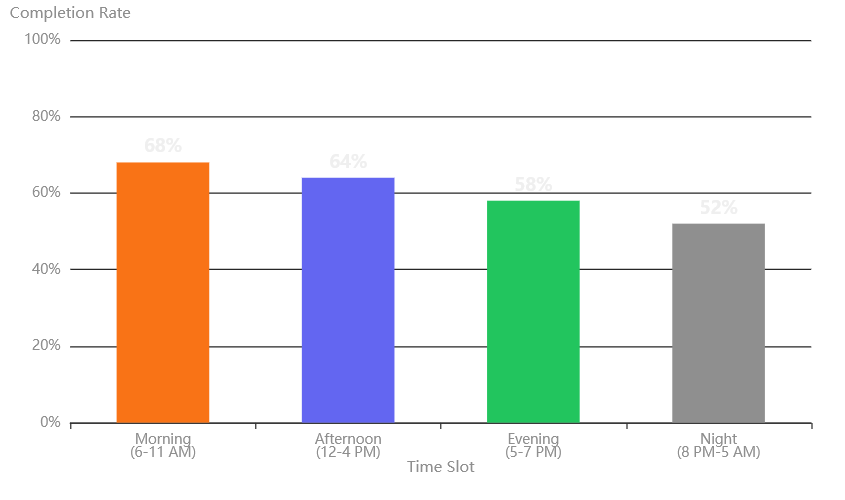 Completion Rate
100%
80%
60%
40%
20%
0%
68%
64%
58%
52%
Morning
(6-11 AM)
Afternoon
(12-4 PM)
Evening
(5-7 PM)
Night
(8 PM-5 AM)
Time Slot